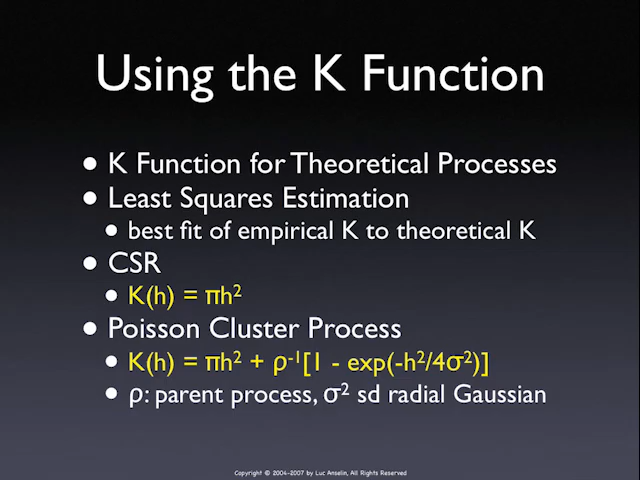 Using the K Function
• K Function for Theoretical Processes
• Least Squares Estimation
• best fit of empirical K to theoretical K
• CSR
• K(h) = πh²
• Poisson Cluster Process
• K(h) = πh² + ρ⁻¹[1 - exp(-h²/4σ²)]
• ρ: parent process, σ² sd radial Gaussian
Copyright © 2004-2007 by Luc Anselin, All Rights Reserved